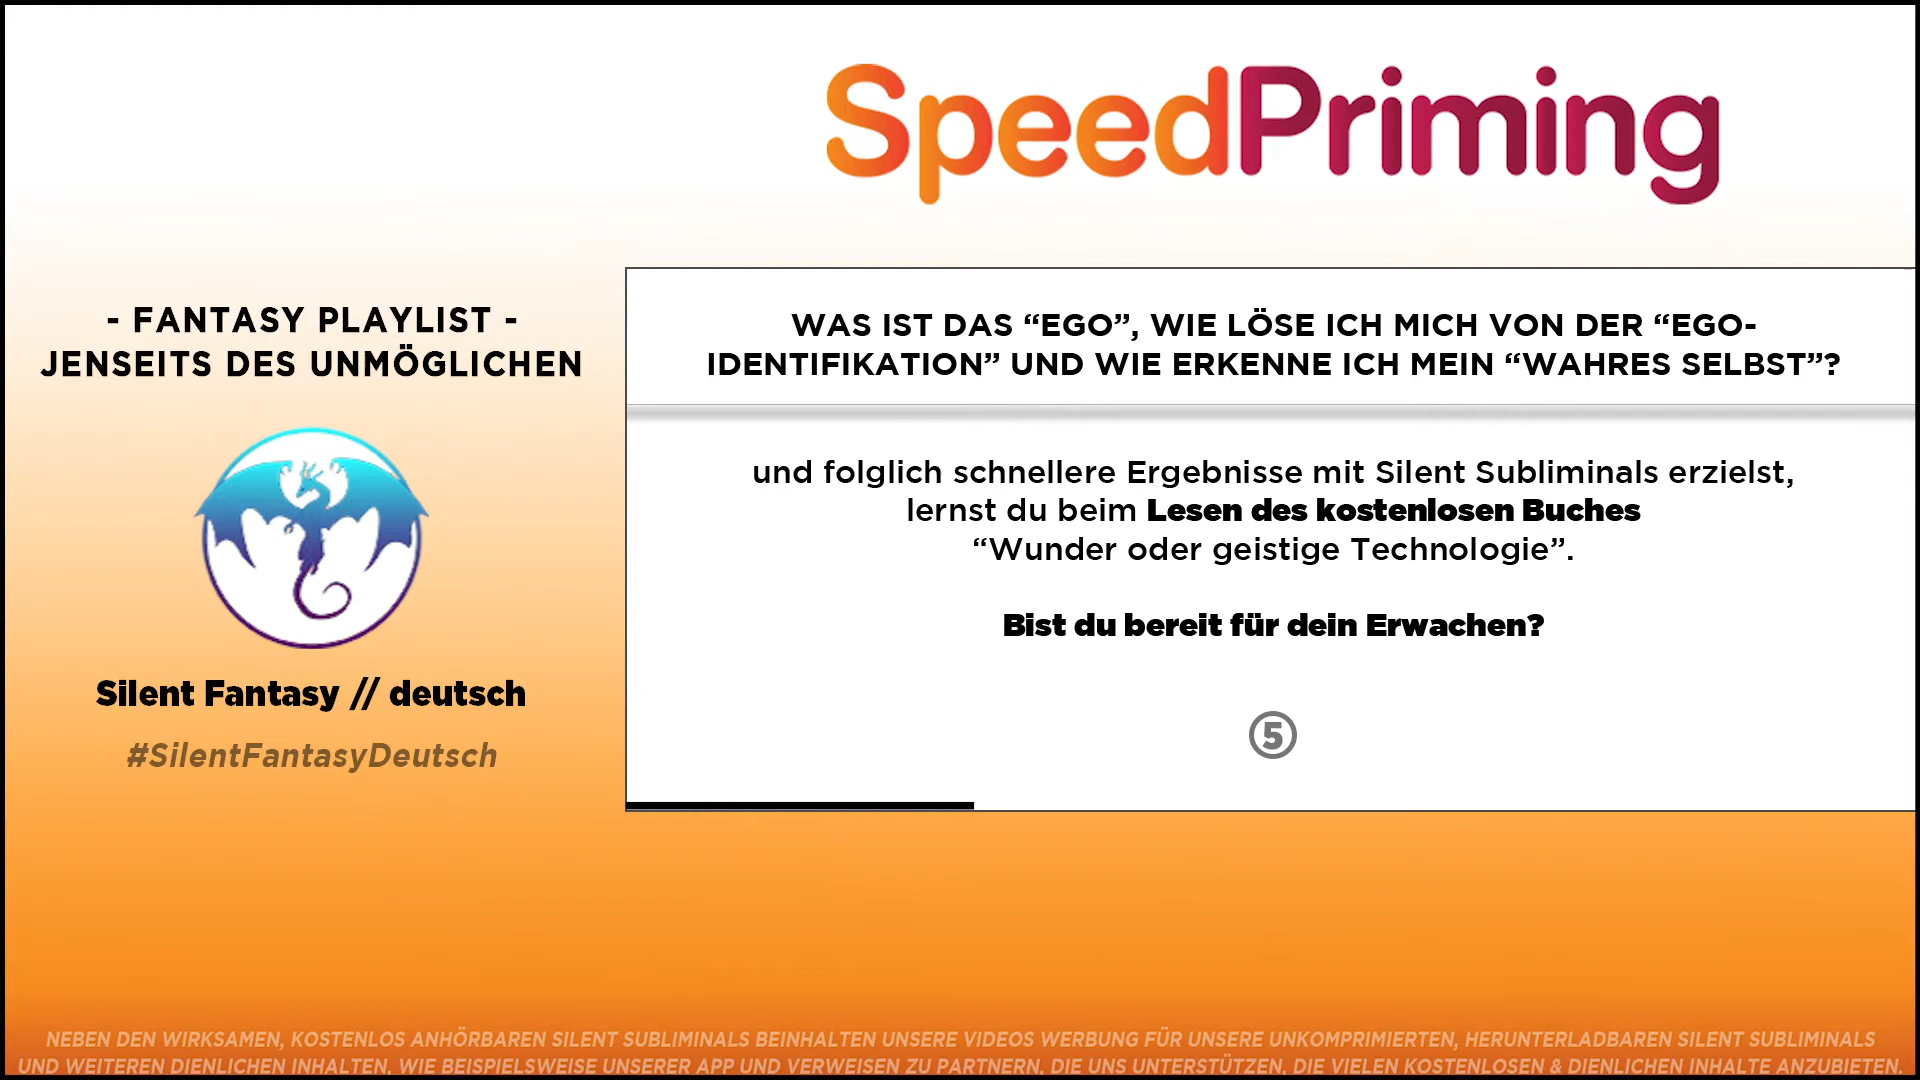 SpeedPriming
- FANTASY PLAYLIST -
JENSEITS DES UNMÖGLICHEN
Silent Fantasy // deutsch
#SilentFantasyDeutsch
WAS IST DAS “EGO”, WIE LÖSE ICH MICH VON DER “EGO-
IDENTIFIKATION” UND WIE ERKENNE ICH MEIN “WAHRES SELBST”?
und folglich schnellere Ergebnisse mit Silent Subliminals erzielst,
lernst du beim Lesen des kostenlosen Buches
“Wunder oder geistige Technologie”.
Bist du bereit für dein Erwachen?
5
NEBEN DEN WIRKSAMEN, KOSTENLOS ANHÖRBAREN SILENT SUBLIMINALS BEINHALTEN UNSERE VIDEOS WERBUNG FÜR UNSERE UNKOMPRIMIERTEN, HERUNTERLADBAREN SILENT SUBLIMINALS
UND WEITEREN DIENLICHEN INHALTEN, WIE BEISPIELSWEISE UNSERER APP UND VERWEISEN ZU PARTNERN, DIE UNS UNTERSTÜTZEN, DIE VIELEN KOSTENLOSEN & DIENLICHEN INHALTE ANZUBIETEN.